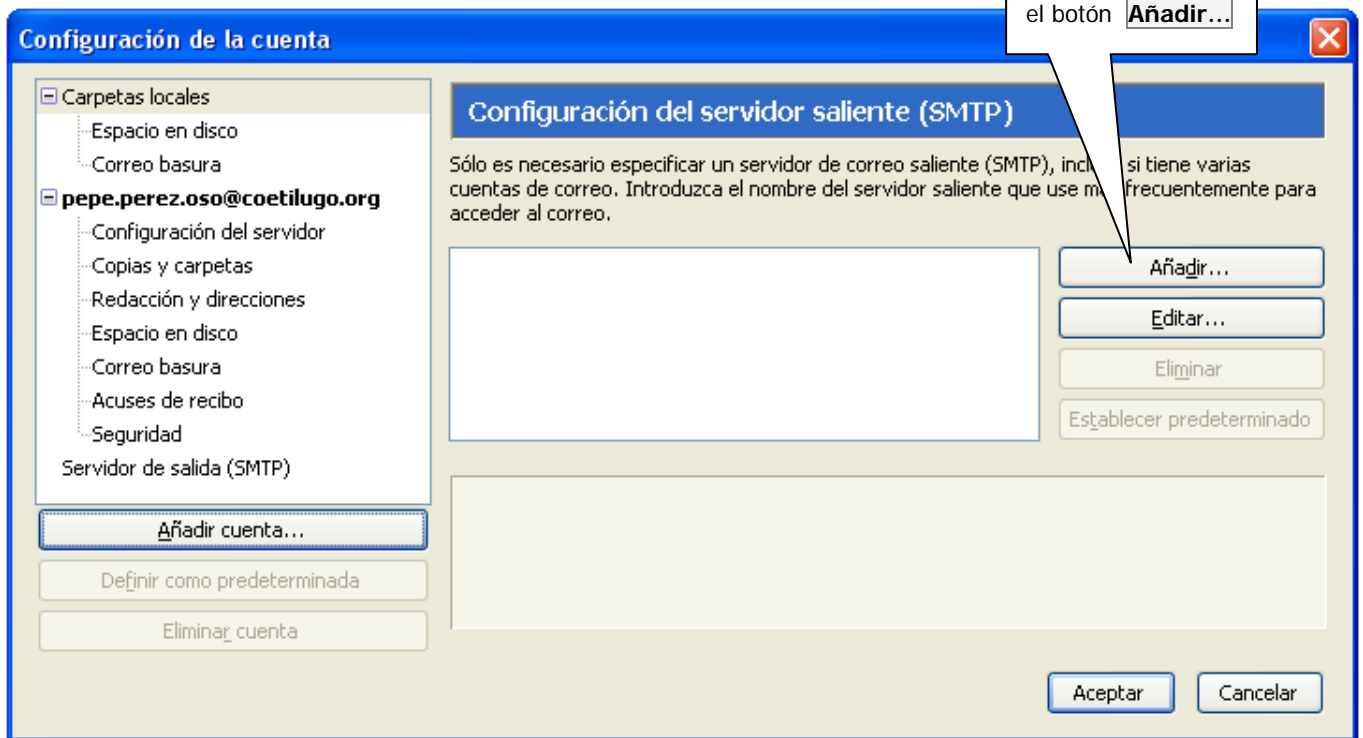 el botón Añadir...
Configuración de la cuenta
Carpetas locales
Espacio en disco
Correo basura
pepe.perez.oso@coetilugo.org
Configuración del servidor
Copias y carpetas
Redacción y direcciones
Espacio en disco
Correo basura
Acuses de recibo
Seguridad
Servidor de salida (SMTP)
Añadir cuenta...
Definir como predeterminada
Eliminar cuenta
Configuración del servidor saliente (SMTP)
Sólo es necesario especificar un servidor de correo saliente (SMTP), si tiene varias
cuentas de correo. Introduzca el nombre del servidor saliente que use frecuentemente para
acceder al correo.
Añadir...
Editar...
Eliminar
Establecer predeterminado
Aceptar
Cancelar